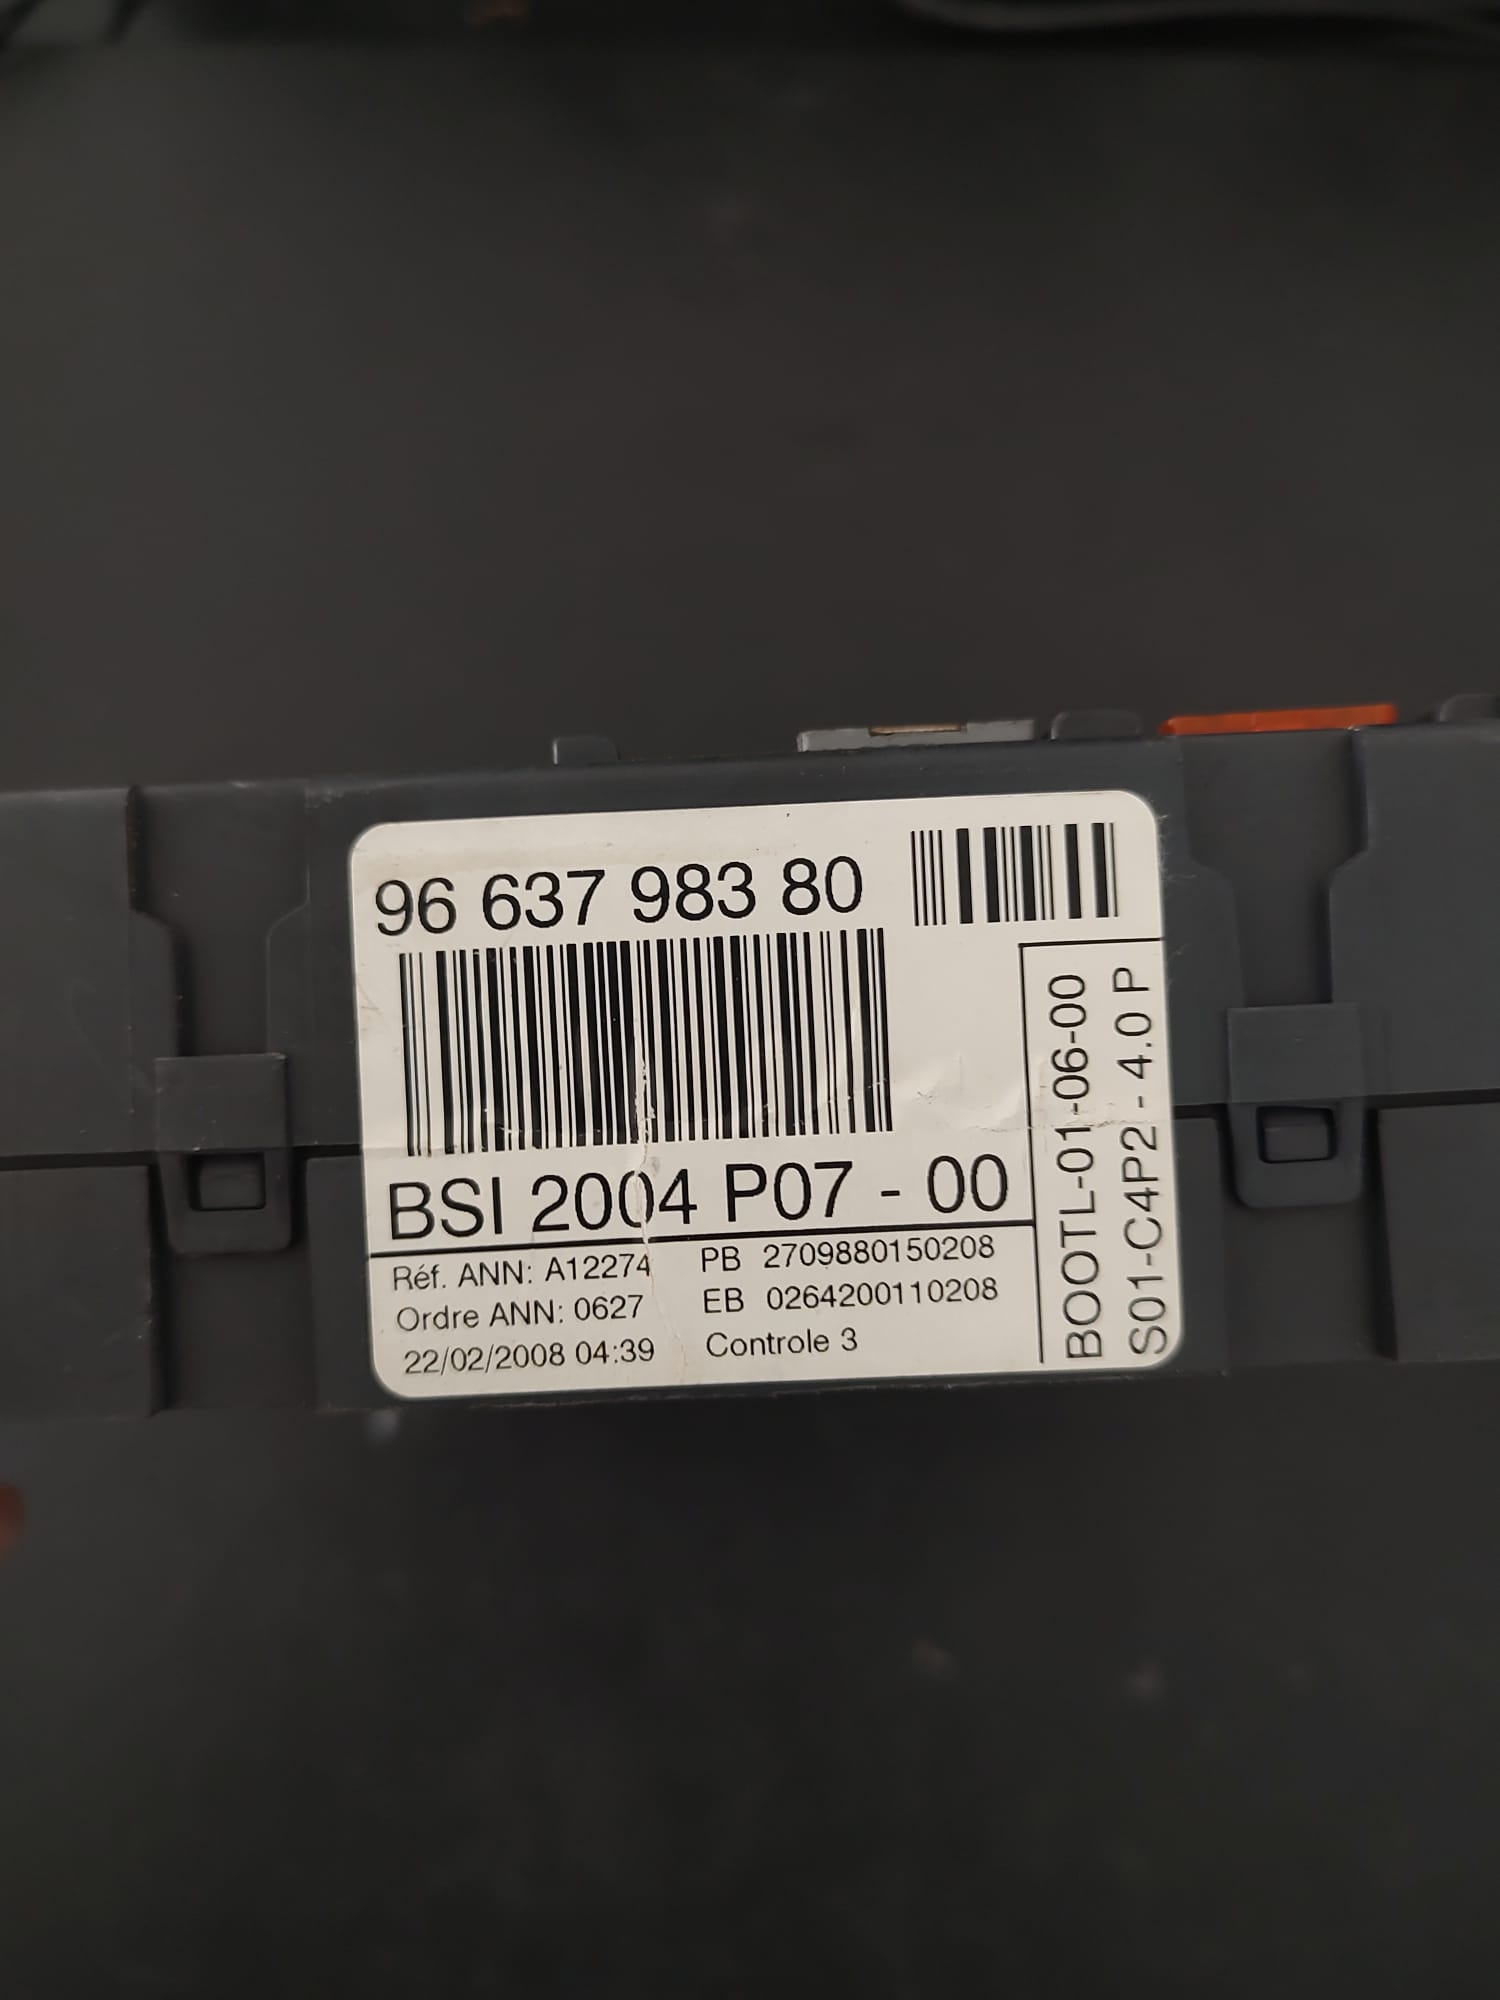 96 637 983 80
BSI 2004 P07 - 00
Réf. ANN: A12274
Ordre ANN: 0627
22/02/2008 04:39
PB 2709880150208
EB 0264200110208
Controle 3
BOOTL-01-06-00
S01-C4P2 - 4.0 P